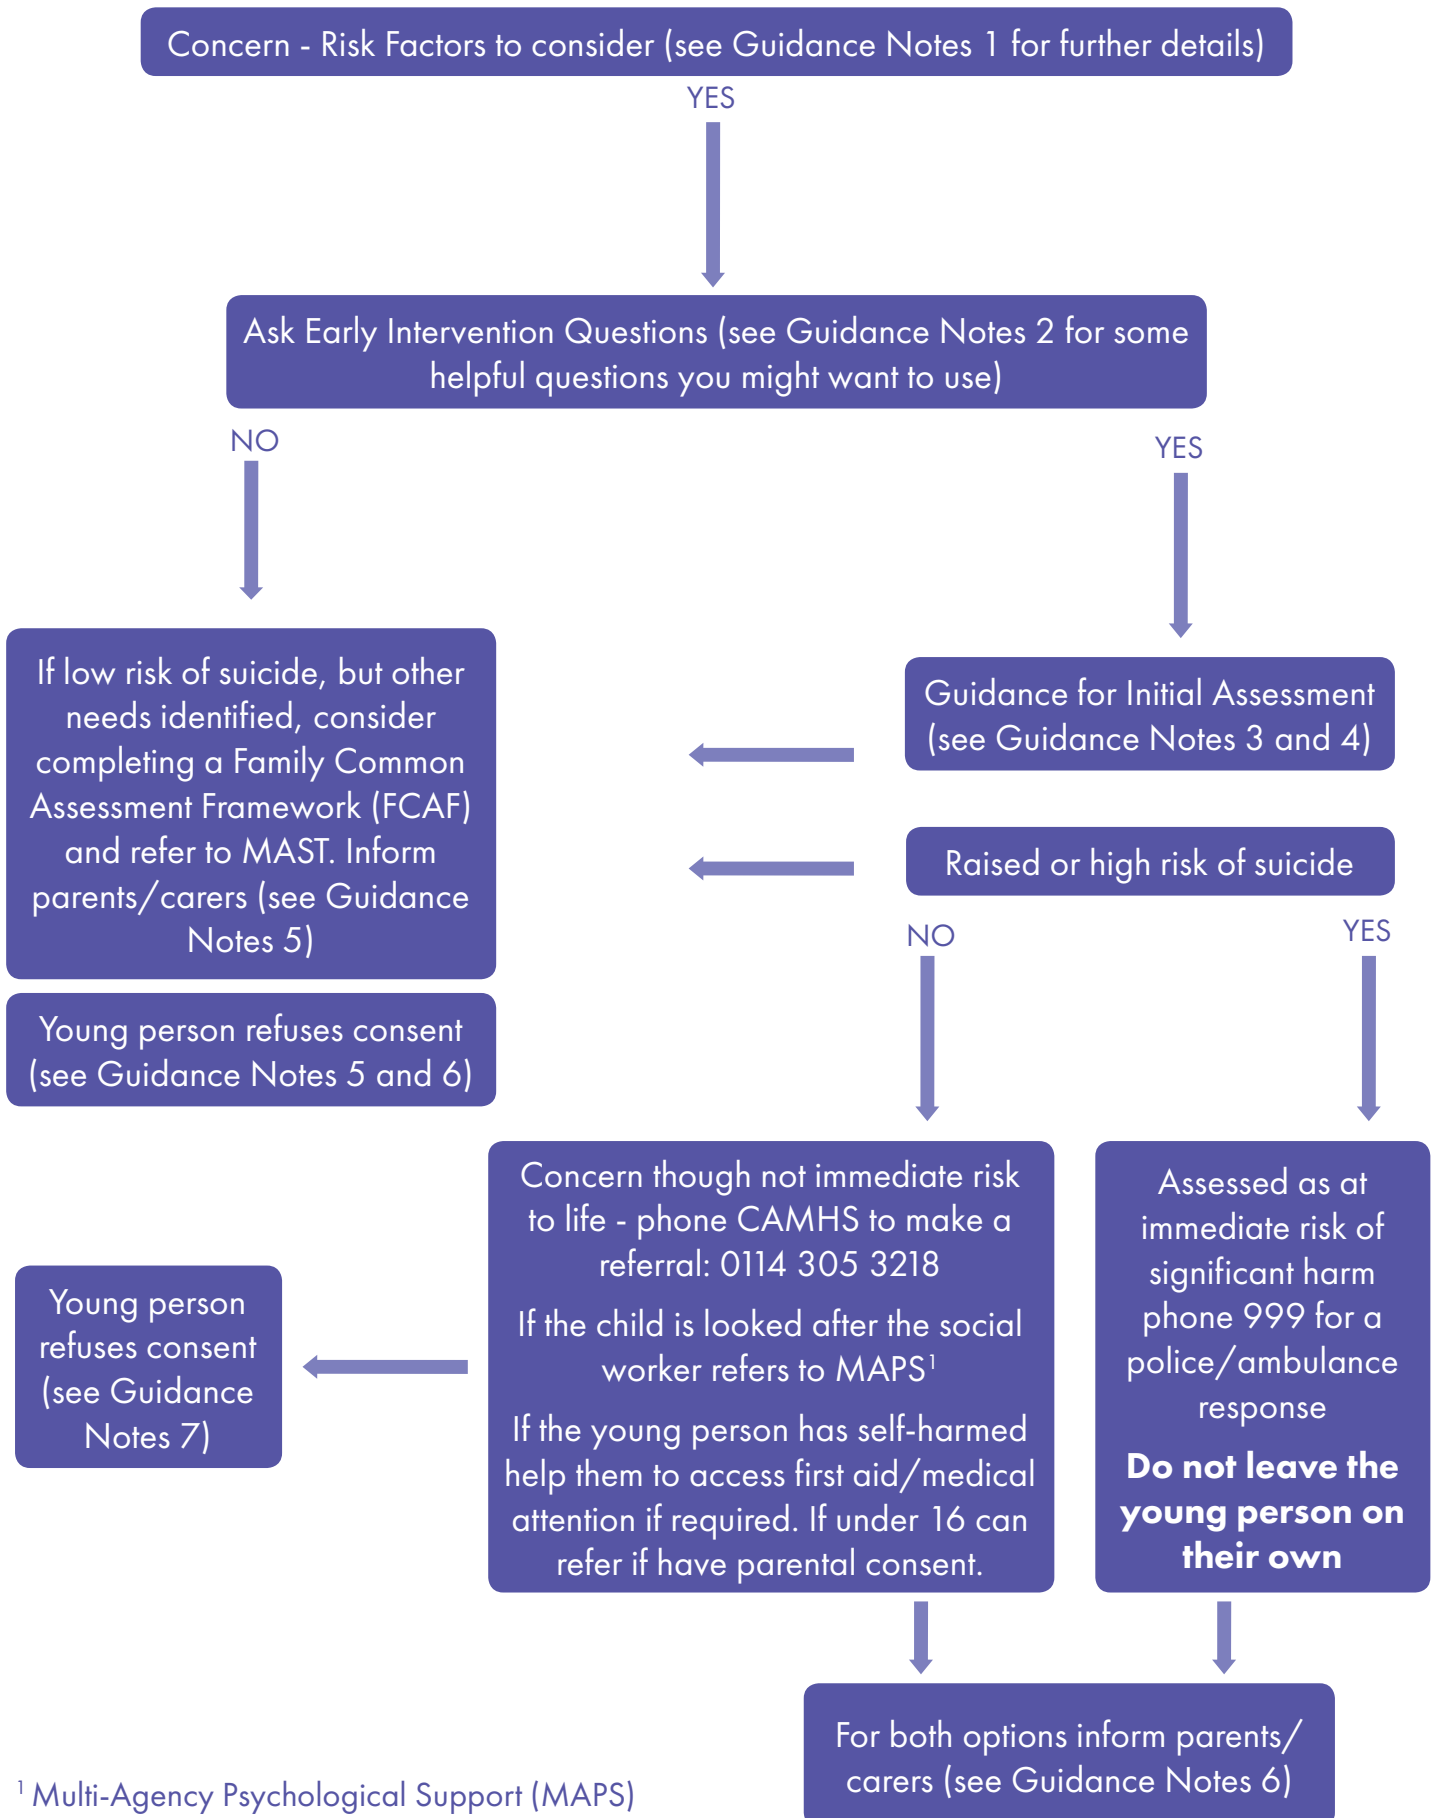 Concern - Risk Factors to consider (see Guidance Notes 1 for further details)
YES
Ask Early Intervention Questions (see Guidance Notes 2 for some
helpful questions you might want to use)
NO
YES
If low risk of suicide, but other
needs identified, consider
completing a Family Common
Assessment Framework (FCAF)
and refer to MAST. Inform
parents/carers (see Guidance
Notes 5)
Guidance for Initial Assessment
(see Guidance Notes 3 and 4)
Raised or high risk of suicide
NO
YES
Young person refuses consent
(see Guidance Notes 5 and 6)
Concern though not immediate risk
to life - phone CAMHS to make a
referral: 0114 305 3218
If the child is looked after the social
worker refers to MAPS¹
If the young person has self-harmed
help them to access first aid/medical
attention if required. If under 16 can
refer if have parental consent.
Assessed as at
immediate risk of
significant harm
phone 999 for a
police/ambulance
response
Do not leave the
young person on
their own
Young person
refuses consent
(see Guidance
Notes 7)
For both options inform parents/
carers (see Guidance Notes 6)
¹ Multi-Agency Psychological Support (MAPS)